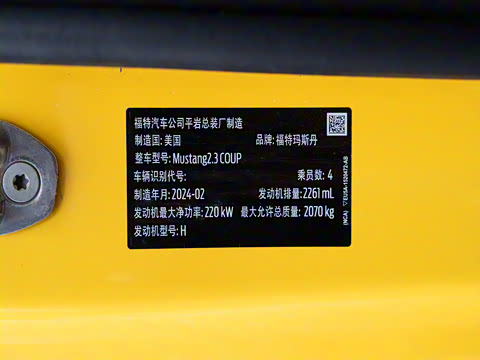 福特汽车公司平岩总装厂制造
制造国: 美国 品牌: 福特玛斯丹
整车型号: Mustang2.3 COUP
车辆识别代号: 乘员数: 4
制造年月: 2024-02 发动机排量: 2261 mL
发动机最大净功率: 220 kW 最大允许总质量: 2070 kg
发动机型号: H
(NCA)